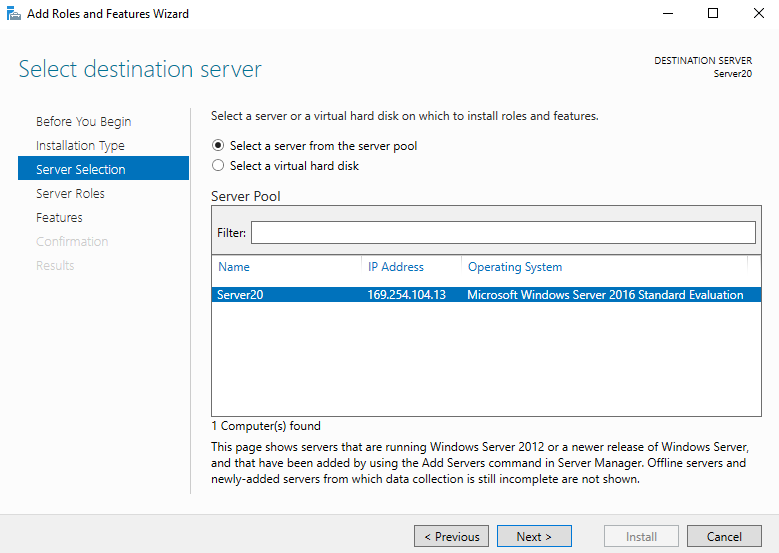 Add Roles and Features Wizard
Select destination server
DESTINATION SERVER
Server20
Before You Begin
Installation Type
Server Selection
Server Roles
Features
Confirmation
Results
Select a server or a virtual hard disk on which to install roles and features.
Select a server from the server pool
Select a virtual hard disk
Server Pool
Filter:
Name IP Address Operating System
Server20 169.254.104.13 Microsoft Windows Server 2016 Standard Evaluation
1 Computer(s) found
This page shows servers that are running Windows Server 2012 or a newer release of Windows Server,
and that have been added by using the Add Servers command in Server Manager. Offline servers and
newly-added servers from which data collection is still incomplete are not shown.
< Previous Next > Install Cancel